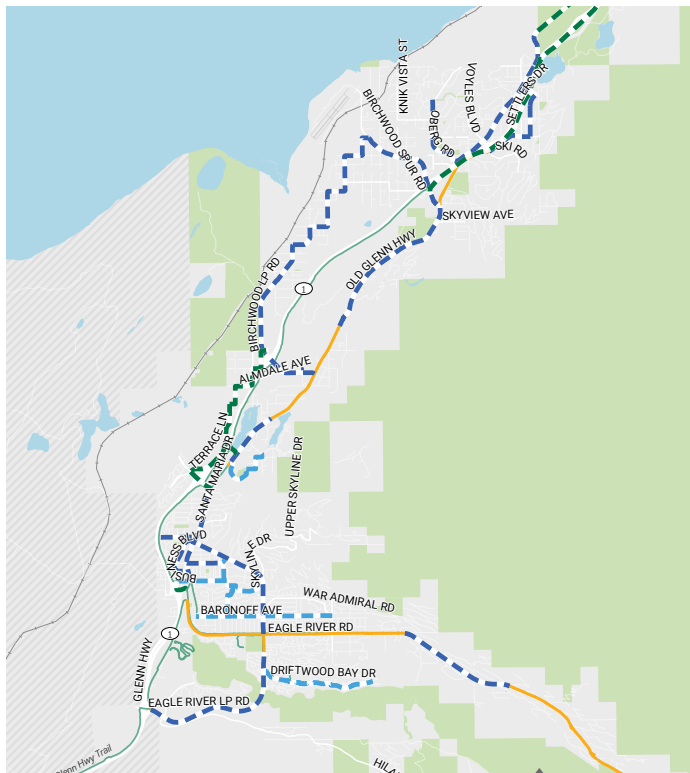 KNIK VISTA ST
VOYLES BLVD
SETTLERS DR
BIRCHWOOD SPUR RD
OBERG RD
SKI RD
SKYVIEW AVE
OLD GLENN HWY
BIRCHWOOD LP RD
1
ALMDALE AVE
TERRACE LN
SANTA MARIA DR
UPPER SKYLINE DR
BUSINESS BLVD
SKYLINE DR
WAR ADMIRAL RD
BARONOFF AVE
EAGLE RIVER RD
1
GLENN HWY
DRIFTWOOD BAY DR
EAGLE RIVER LP RD
Glenn Hwy Trail
HILA